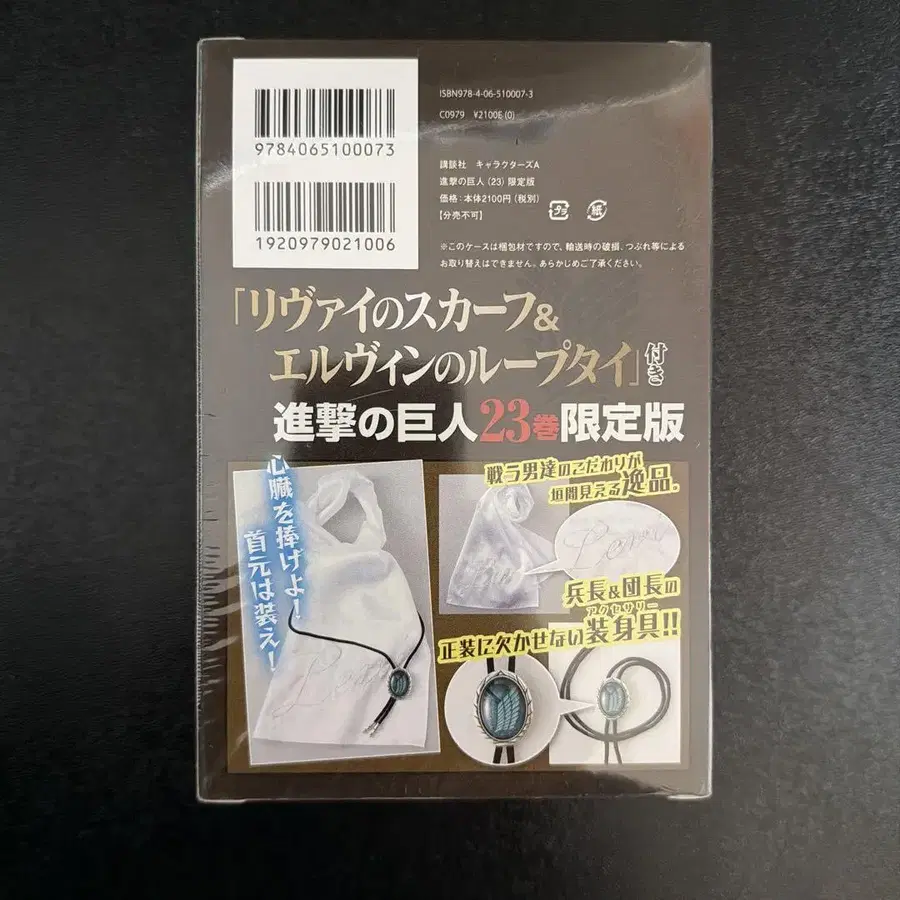 9784065100073
1920979021006
ISBN978-4-06-510007-3
C0979 ¥2100E (0)
講談社 キャラクターズA
進撃の巨人 (23) 限定版
価格：本体2100円 (税別)
【分売不可】
プラ
紙
※このケースは梱包材ですので、輸送時の破損、つぶれ等による
お取り替えはできません。あらかじめご了承ください。
「リヴァイのスカーフ&
エルヴィンのループタイ」付き
進撃の巨人23巻限定版
心臓を捧げよ！
首元は装え！
戦う男達のこだわりが
垣間見える逸品。
Levi
Levi
兵長&団長の
アクセサリー
正装に欠かせない装身具!!